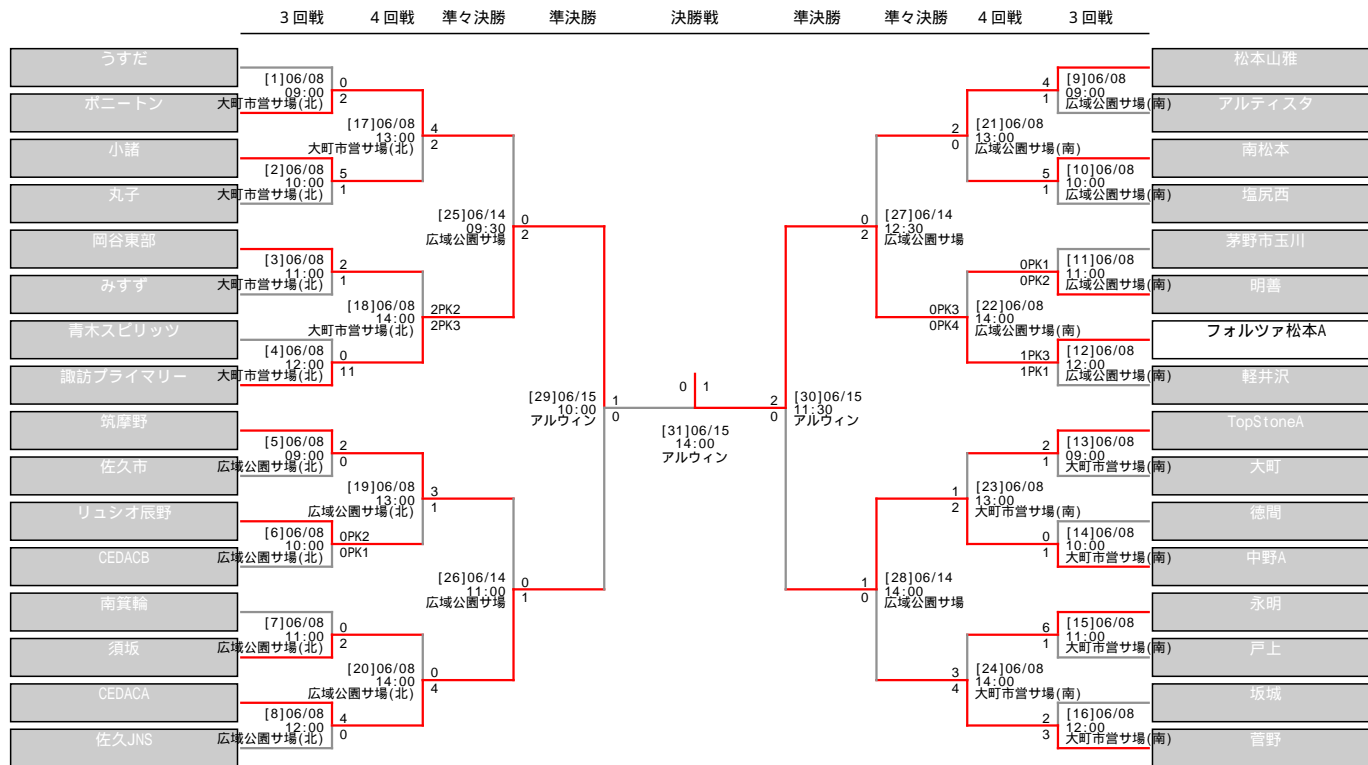 3回戦 4回戦 準々決勝 準決勝 決勝戦 準決勝 準々決勝 4回戦 3回戦
うすだ
ボニートン
小諸
丸子
岡谷東部
みすず
青木スピリッツ
諏訪プライマリー
筑摩野
佐久市
リュシオ辰野
CEDACB
南箕輪
須坂
CEDACA
佐久JNS
[1]06/08
09:00
大町市営サ場(北)
0
2
[2]06/08
10:00
大町市営サ場(北)
5
1
[3]06/08
11:00
大町市営サ場(北)
2
1
[4]06/08
12:00
大町市営サ場(北)
0
11
[5]06/08
09:00
広域公園サ場(北)
2
0
[6]06/08
10:00
広域公園サ場(北)
0PK2
0PK1
[7]06/08
11:00
広域公園サ場(北)
0
2
[8]06/08
12:00
広域公園サ場(北)
4
0
[17]06/08
13:00
大町市営サ場(北)
4
2
[18]06/08
14:00
大町市営サ場(北)
2PK2
2PK3
[19]06/08
13:00
広域公園サ場(北)
3
1
[20]06/08
14:00
広域公園サ場(北)
0
4
[25]06/14
09:30
広域公園サ場
0
2
[26]06/14
11:00
広域公園サ場
0
1
[29]06/15
10:00
アルウィン
1
0
0 1
[31]06/15
14:00
アルウィン
2
0
[30]06/15
11:30
アルウィン
0
2
[27]06/14
12:30
広域公園サ場
1
0
[28]06/14
14:00
広域公園サ場
2
0
[21]06/08
13:00
広域公園サ場(南)
0PK3
0PK4
[22]06/08
14:00
広域公園サ場(南)
1
2
[23]06/08
13:00
大町市営サ場(南)
3
4
[24]06/08
14:00
大町市営サ場(南)
4
1
[9]06/08
09:00
広域公園サ場(南)
5
1
[10]06/08
10:00
広域公園サ場(南)
0PK1
0PK2
[11]06/08
11:00
広域公園サ場(南)
1PK3
1PK1
[12]06/08
12:00
広域公園サ場(南)
2
1
[13]06/08
09:00
大町市営サ場(南)
0
1
[14]06/08
10:00
大町市営サ場(南)
6
1
[15]06/08
11:00
大町市営サ場(南)
2
3
[16]06/08
12:00
大町市営サ場(南)
松本山雅
アルティスタ
南松本
塩尻西
茅野市玉川
明善
フォルツァ松本A
軽井沢
TopStoneA
大町
徳間
中野A
永明
戸上
坂城
菅野